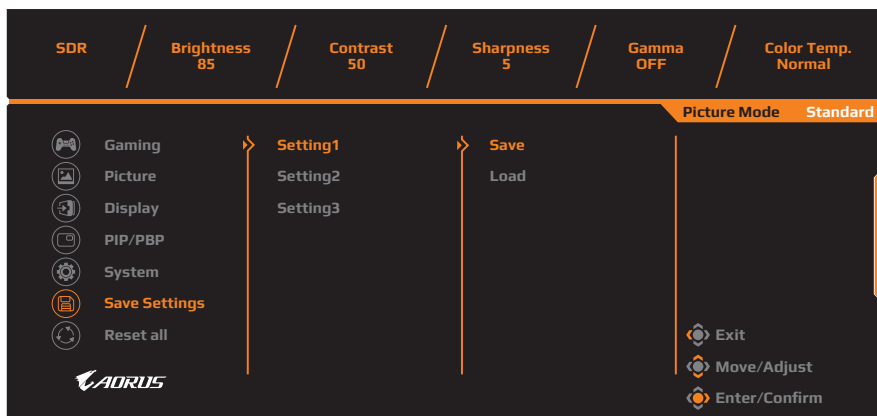 SDR
Brightness
85
Contrast
50
Sharpness
5
Gamma
OFF
Color Temp.
Normal
Picture Mode Standard
Gaming
Picture
Display
PIP/PBP
System
Save Settings
Reset all
Setting1
Setting2
Setting3
Save
Load
Exit
Move/Adjust
Enter/Confirm
AORUS